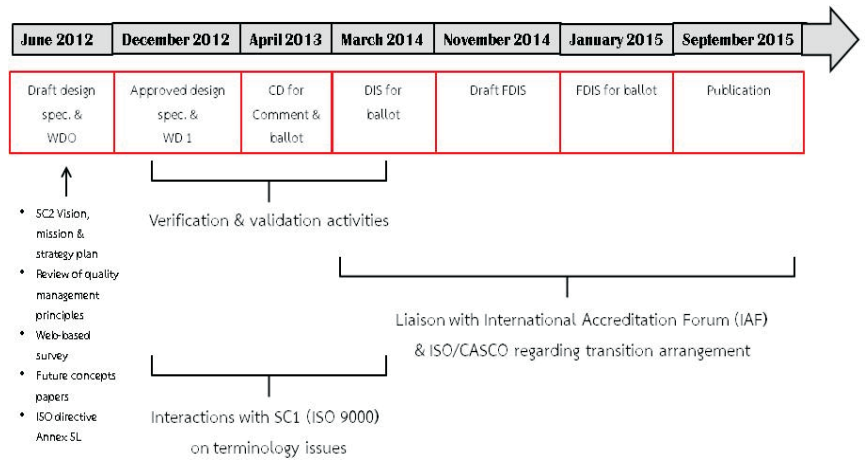 June 2012 December 2012 April 2013 March 2014 November 2014 January 2015 September 2015
Draft design
spec. &
WDO
Approved design
spec. &
WD 1
CD for
Comment &
ballot
DIS for
ballot
Draft FDIS
FDIS for ballot
Publication
• SC2 Vision,
mission &
strategy plan
• Review of quality
management
principles
• Web-based
survey
• Future concepts
papers
• ISO directive
Annex SL
Verification & validation activities
Liaison with International Accreditation Forum (IAF)
& ISO/CASCO regarding transition arrangement
Interactions with SC1 (ISO 9000)
on terminology issues